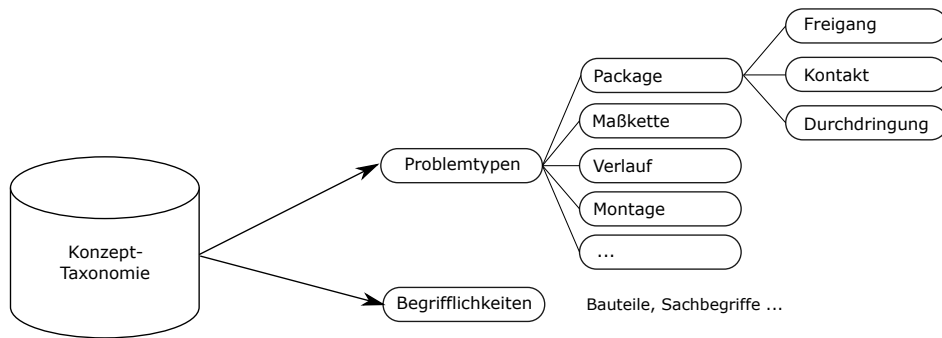 Freigang
Package
Kontakt
Maßkette
Durchdringung
Problemtypen
Verlauf
Montage
Konzept-
Taxonomie
...
Begrifflichkeiten
Bauteile, Sachbegriffe ...